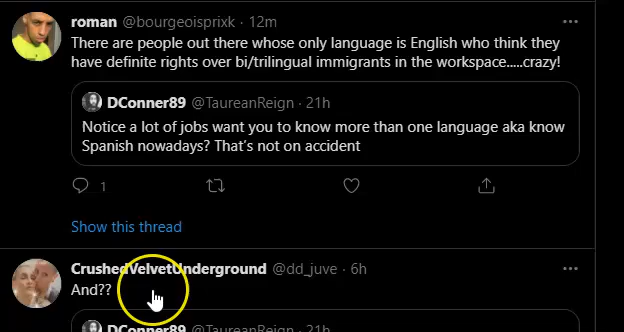 roman @bourgeoisprixk · 12m
There are people out there whose only language is English who think they
have definite rights over bi/trilingual immigrants in the workspace.....crazy!
DConner89 @TaureanReign · 21h
Notice a lot of jobs want you to know more than one language aka know
Spanish nowadays? That's not on accident
1
Show this thread
CrushedVelvetUnderground @dd_juve · 6h
And??
DConner89 @TaureanReign · 21h